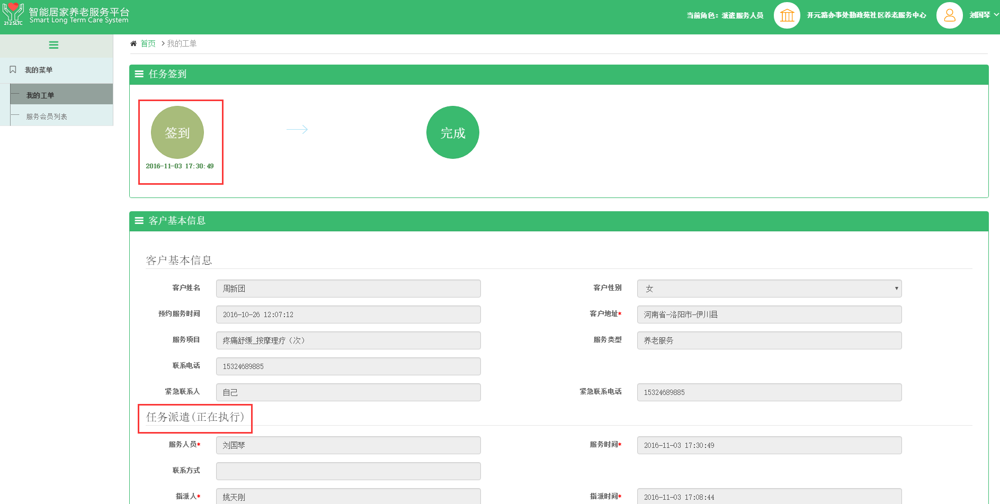 智能居家养老服务平台
Smart Long Term Care System
212SLTC
当前角色：派遣服务人员
开元路办事处勤政苑社区养老服务中心
刘国琴
首页 > 我的工单
我的菜单
我的工单
服务会员列表
任务签到
签到
完成
2016-11-03 17:30:49
客户基本信息
客户基本信息
客户姓名 周新团
客户性别 女
预约服务时间 2016-10-26 12:07:12
客户地址* 河南省-洛阳市-伊川县
服务项目 疼痛舒缓_按摩理疗（次）
服务类型 养老服务
联系电话 15324689885
紧急联系人 自己
紧急联系电话 15324689885
任务派遣(正在执行)
服务人员* 刘国琴
服务时间* 2016-11-03 17:30:49
联系方式
指派人* 姚天刚
指派时间* 2016-11-03 17:08:44